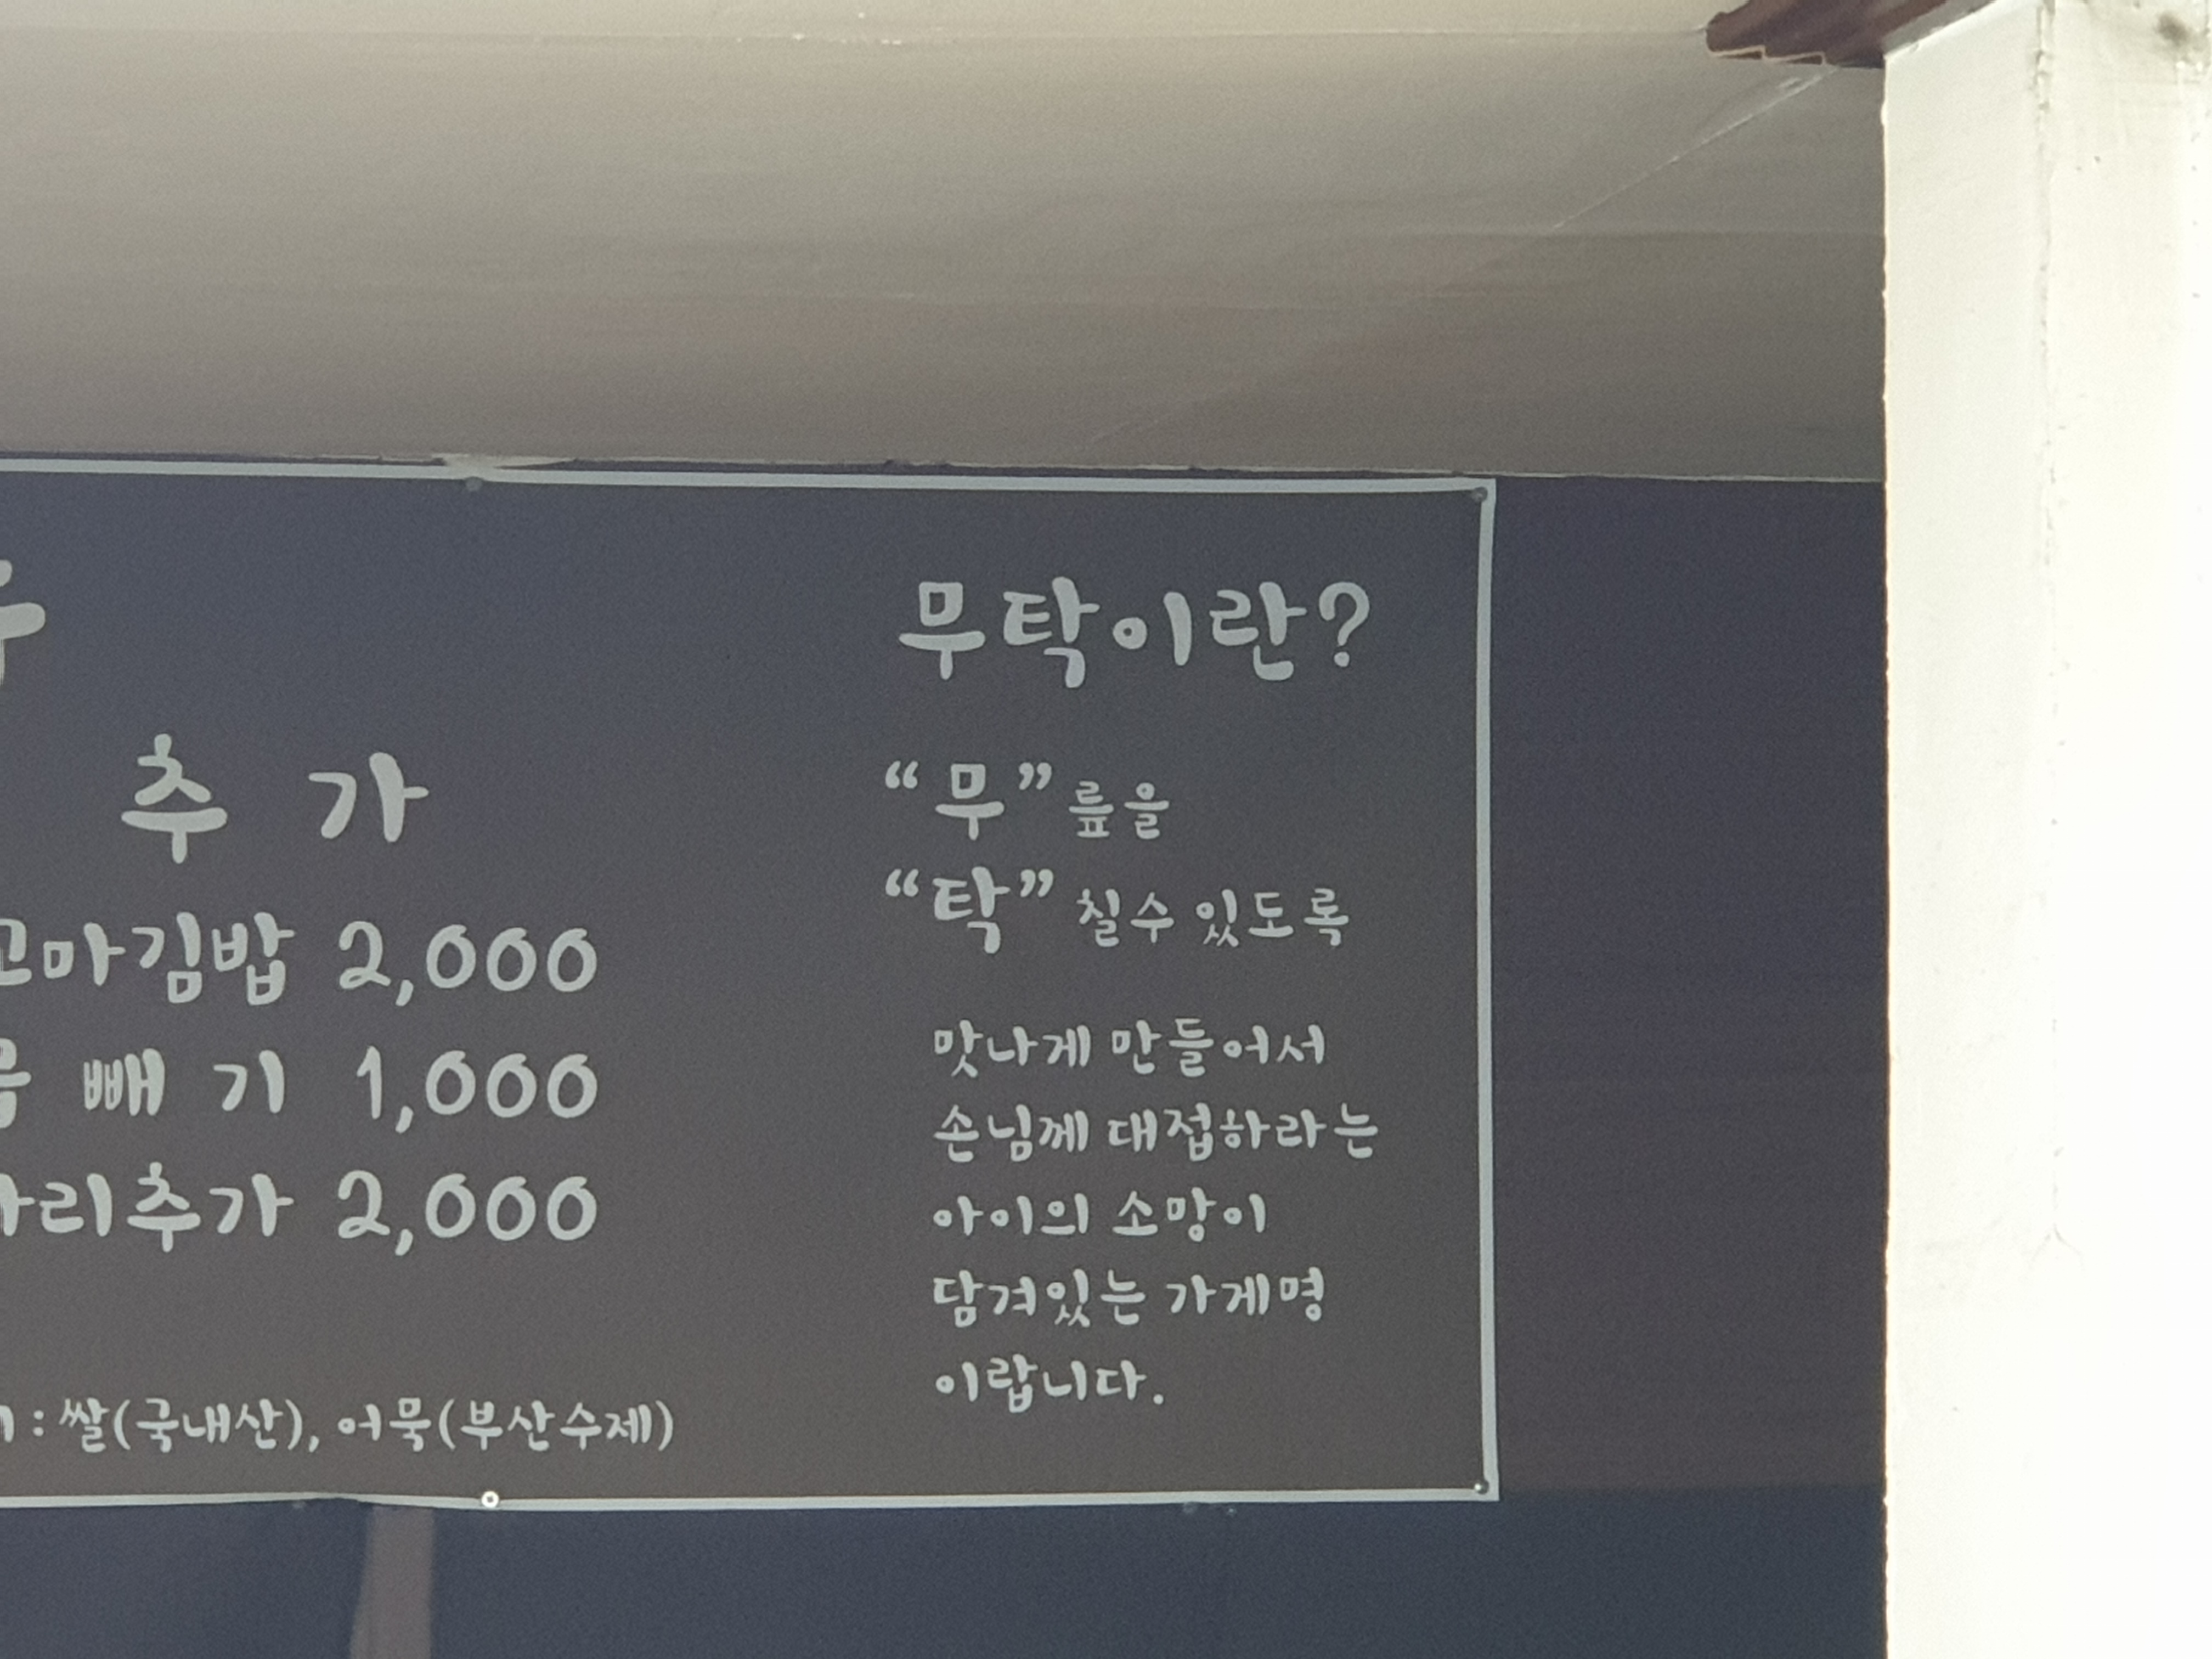 무탁이란?
추 가
꼬마김밥 2,000
빼 기 1,000
사리추가 2,000
: 쌀(국내산), 어묵(부산수제)
“무”릎을
“탁” 칠수 있도록
맛나게 만들어서
손님께 대접하라는
아이의 소망이
담겨있는 가게명
이랍니다.